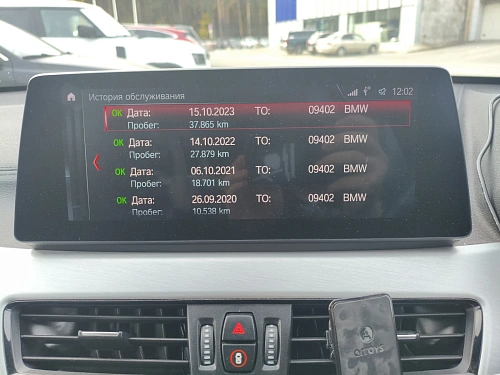 История обслуживания
12:02
OK Дата: 15.10.2023 ТО: 09402 BMW
Пробег: 37.865 km
OK Дата: 14.10.2022 ТО: 09402 BMW
Пробег: 27.879 km
OK Дата: 06.10.2021 ТО: 09402 BMW
Пробег: 18.701 km
OK Дата: 26.09.2020 ТО: 09402 BMW
Пробег: 10.538 km